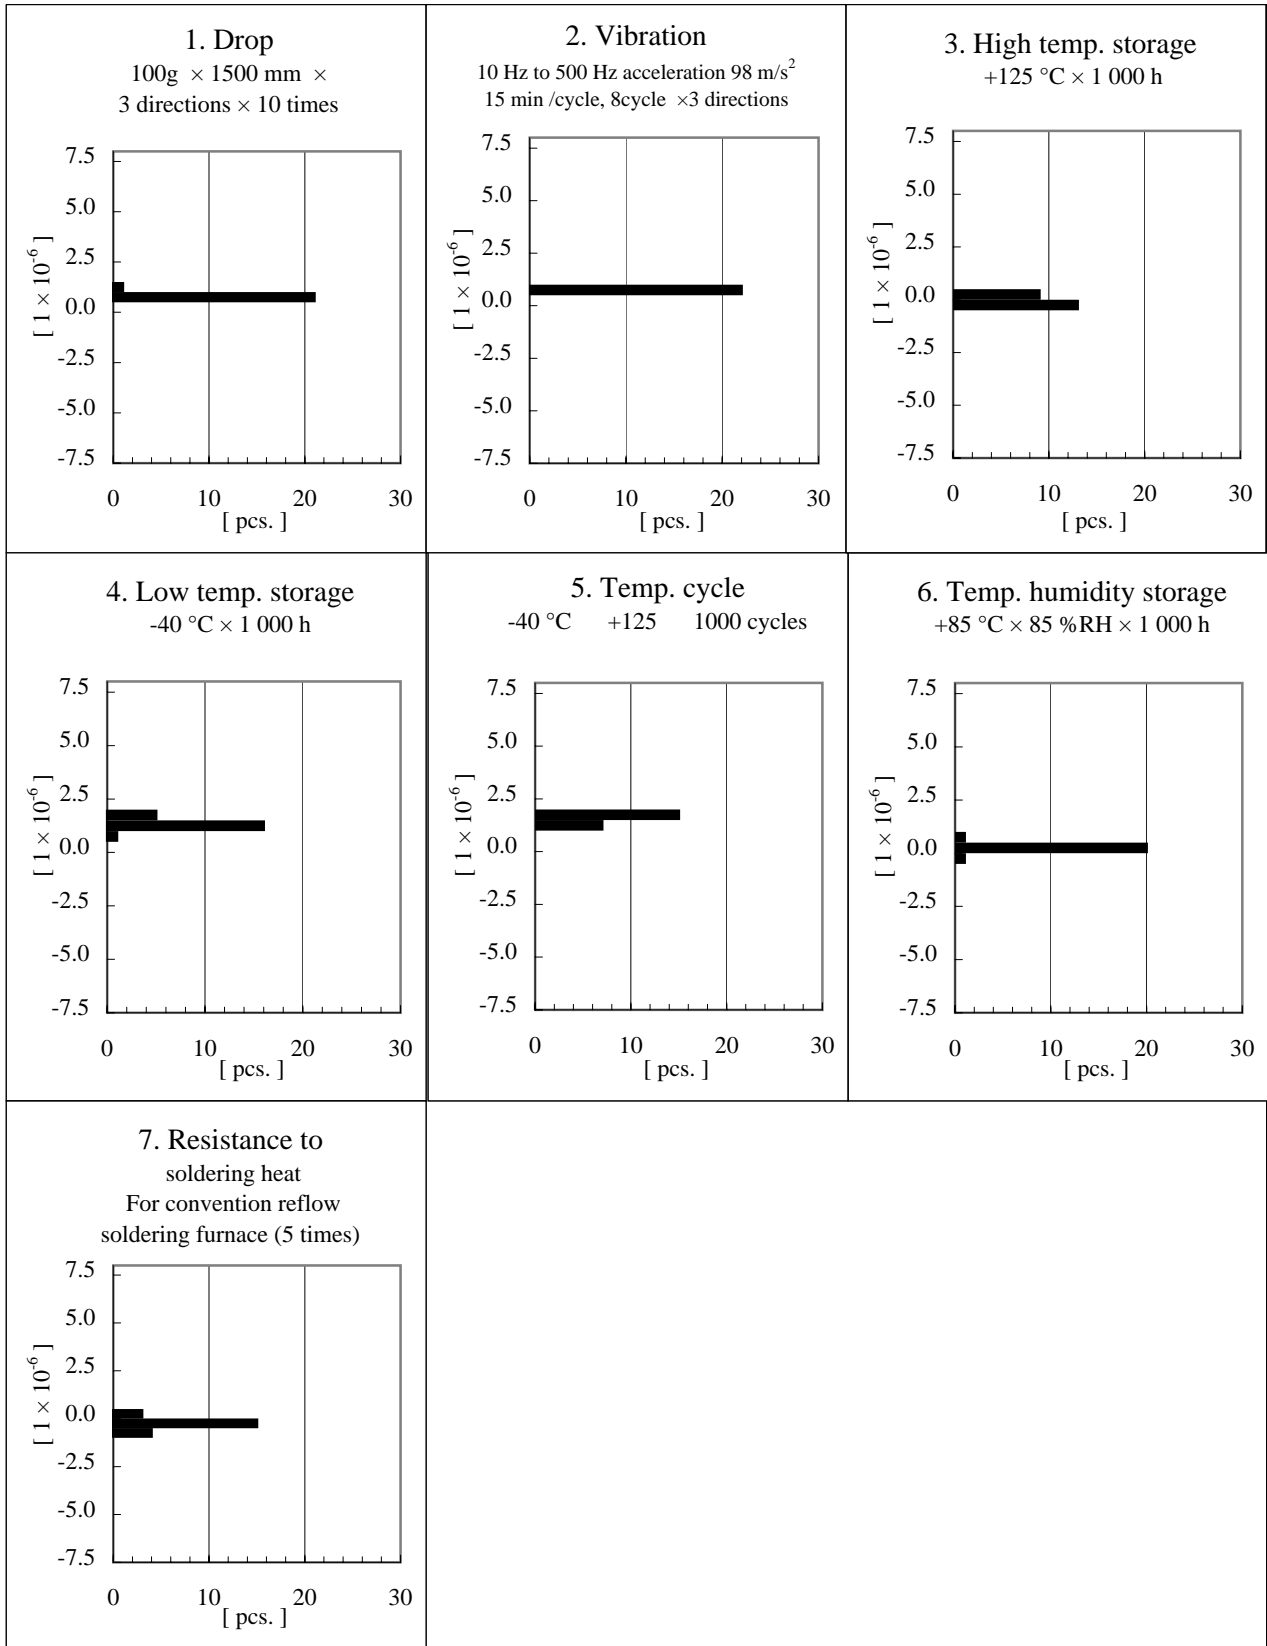 1. Drop
100g × 1500 mm ×
3 directions × 10 times
7.5
5.0
2.5
0.0
-2.5
-5.0
-7.5
[ 1 × 10⁻⁶ ]
0 10 20 30
[ pcs. ]
2. Vibration
10 Hz to 500 Hz acceleration 98 m/s²
15 min /cycle, 8cycle ×3 directions
7.5
5.0
2.5
0.0
-2.5
-5.0
-7.5
[ 1 × 10⁻⁶ ]
0 10 20 30
[ pcs. ]
3. High temp. storage
+125 °C × 1 000 h
7.5
5.0
2.5
0.0
-2.5
-5.0
-7.5
[ 1 × 10⁻⁶ ]
0 10 20 30
[ pcs. ]
4. Low temp. storage
-40 °C × 1 000 h
7.5
5.0
2.5
0.0
-2.5
-5.0
-7.5
[ 1 × 10⁻⁶ ]
0 10 20 30
[ pcs. ]
5. Temp. cycle
-40 °C +125 1000 cycles
7.5
5.0
2.5
0.0
-2.5
-5.0
-7.5
[ 1 × 10⁻⁶ ]
0 10 20 30
[ pcs. ]
6. Temp. humidity storage
+85 °C × 85 %RH × 1 000 h
7.5
5.0
2.5
0.0
-2.5
-5.0
-7.5
[ 1 × 10⁻⁶ ]
0 10 20 30
[ pcs. ]
7. Resistance to
soldering heat
For convention reflow
soldering furnace (5 times)
7.5
5.0
2.5
0.0
-2.5
-5.0
-7.5
[ 1 × 10⁻⁶ ]
0 10 20 30
[ pcs. ]